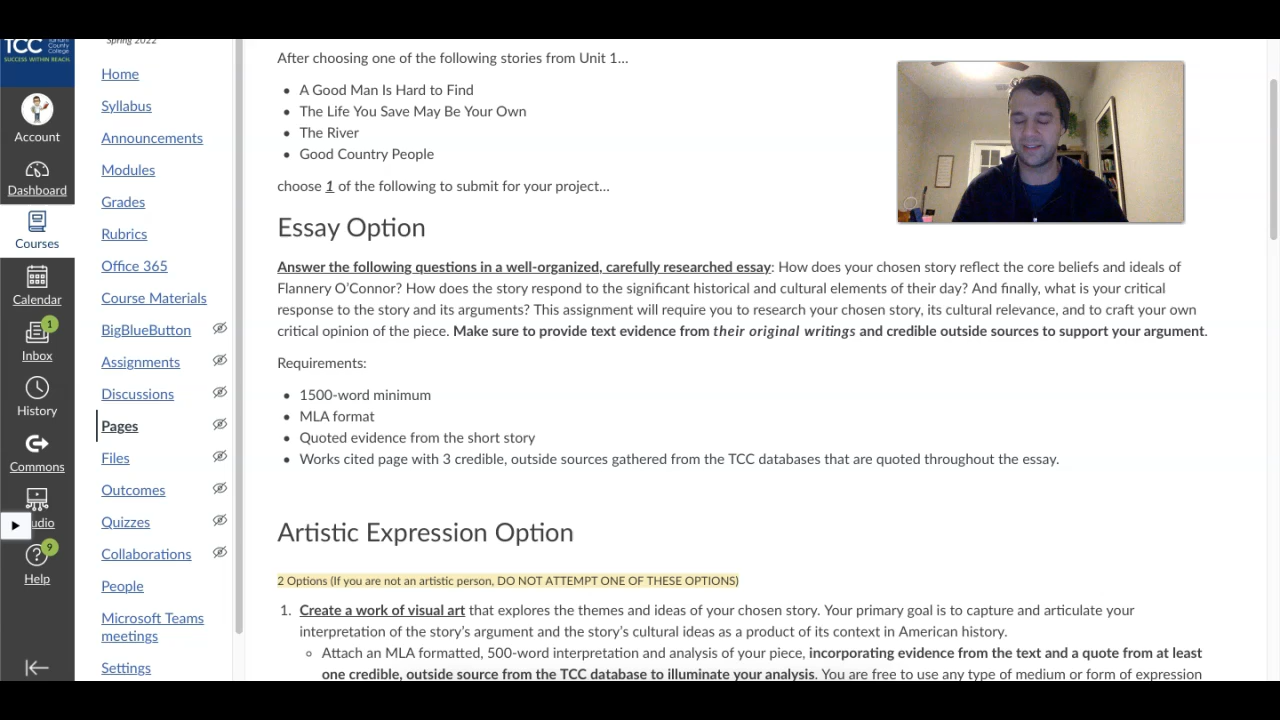 Spring 2022
TCC
Tarrant
County
College
SUCCESS WITHIN REACH.
Account
Dashboard
Courses
Calendar
1
Inbox
History
Commons
udio
9
Help
Home
Syllabus
Announcements
Modules
Grades
Rubrics
Office 365
Course Materials
BigBlueButton
Assignments
Discussions
Pages
Files
Outcomes
Quizzes
Collaborations
People
Microsoft Teams
meetings
Settings
After choosing one of the following stories from Unit 1...
• A Good Man Is Hard to Find
• The Life You Save May Be Your Own
• The River
• Good Country People
choose 1 of the following to submit for your project...
Essay Option
Answer the following questions in a well-organized, carefully researched essay: How does your chosen story reflect the core beliefs and ideals of
Flannery O'Connor? How does the story respond to the significant historical and cultural elements of their day? And finally, what is your critical
response to the story and its arguments? This assignment will require you to research your chosen story, its cultural relevance, and to craft your own
critical opinion of the piece. Make sure to provide text evidence from their original writings and credible outside sources to support your argument.
Requirements:
• 1500-word minimum
• MLA format
• Quoted evidence from the short story
• Works cited page with 3 credible, outside sources gathered from the TCC databases that are quoted throughout the essay.
Artistic Expression Option
2 Options (If you are not an artistic person, DO NOT ATTEMPT ONE OF THESE OPTIONS)
1. Create a work of visual art that explores the themes and ideas of your chosen story. Your primary goal is to capture and articulate your
interpretation of the story's argument and the story's cultural ideas as a product of its context in American history.
◦ Attach an MLA formatted, 500-word interpretation and analysis of your piece, incorporating evidence from the text and a quote from at least
one credible, outside source from the TCC database to illuminate your analysis. You are free to use any type of medium or form of expression